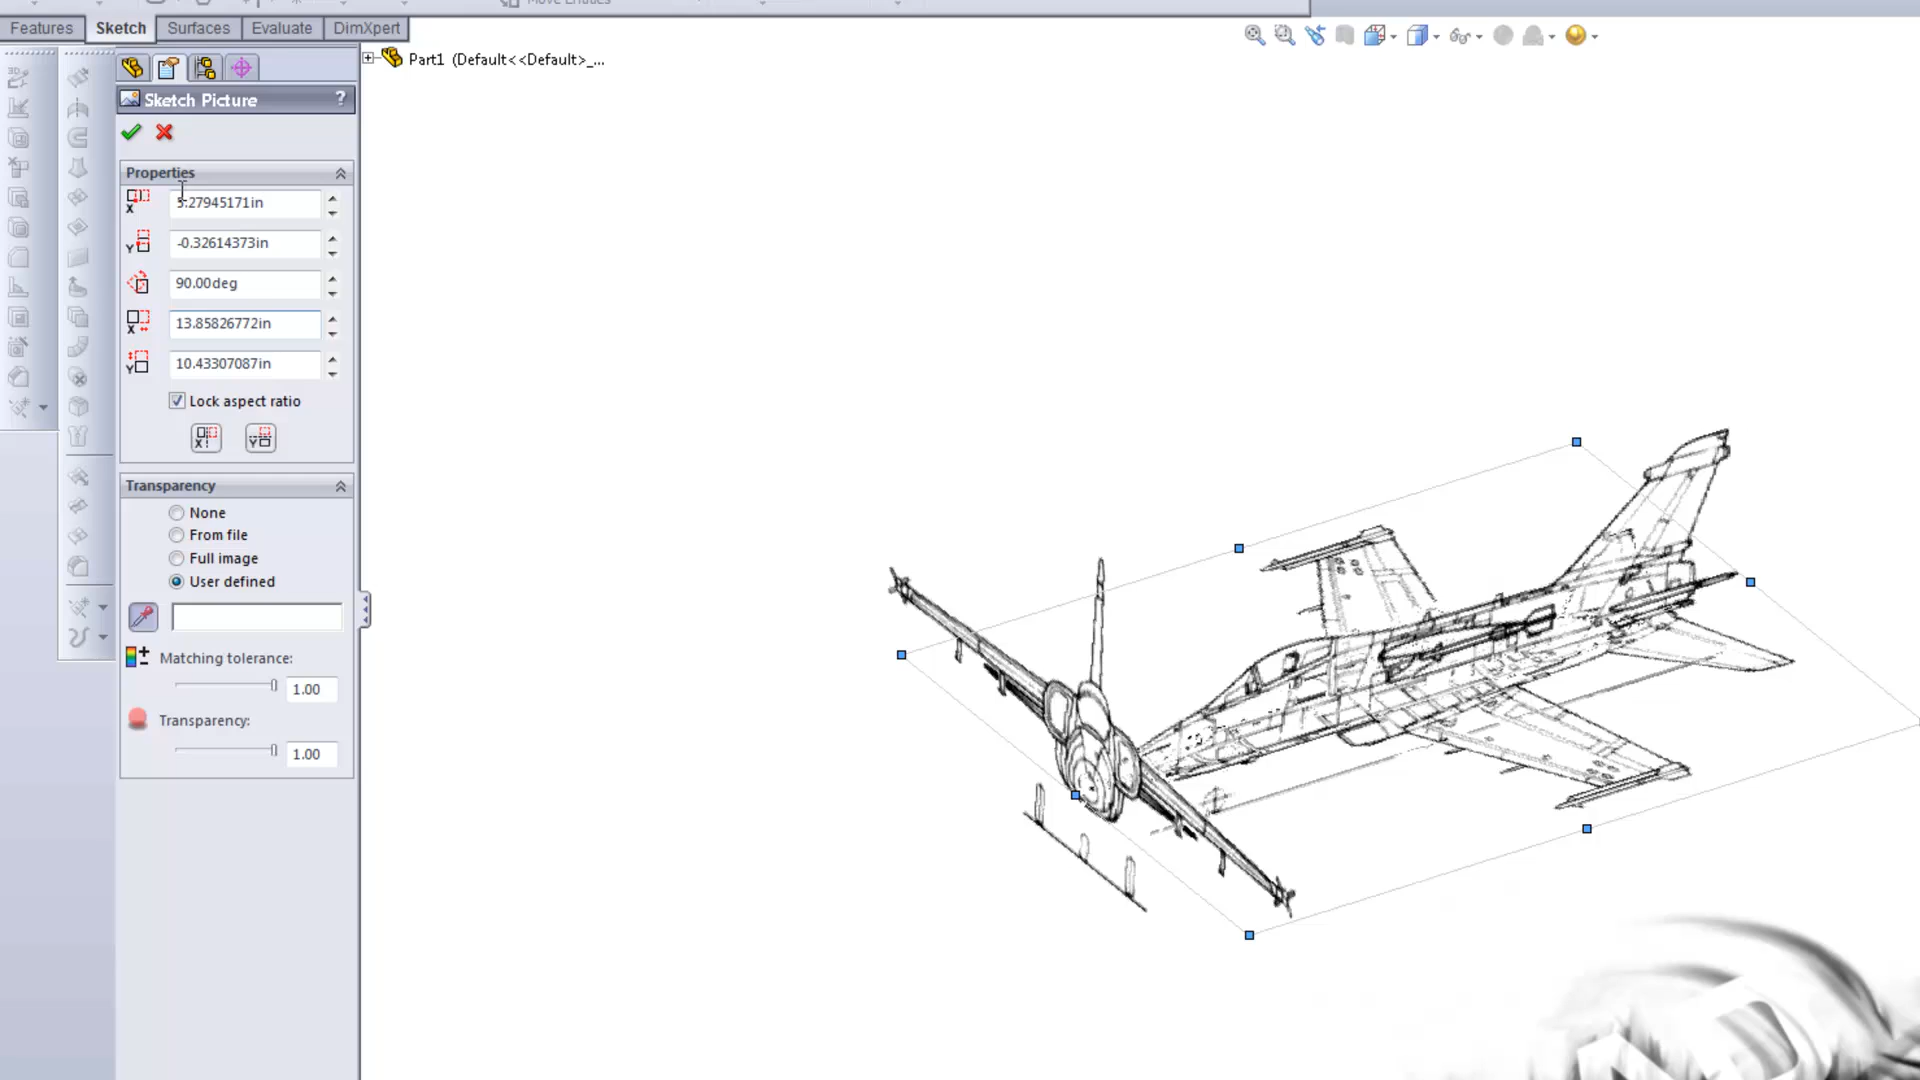 Move Entities
Features Sketch Surfaces Evaluate DimXpert
Part1 (Default<<Default>_...
Sketch Picture ?
Properties
5.27945171in
-0.32614373in
90.00deg
13.85826772in
10.43307087in
Lock aspect ratio
Transparency
None
From file
Full image
User defined
Matching tolerance:
1.00
Transparency:
1.00